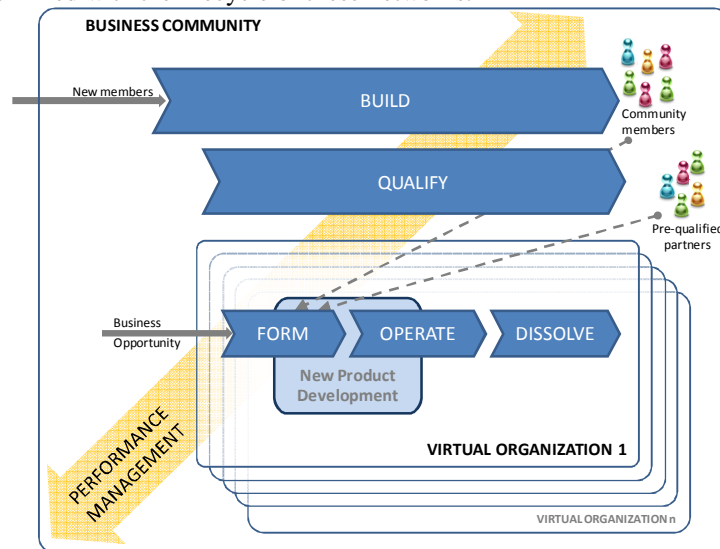 BUSINESS COMMUNITY
New members
BUILD
Community
members
QUALIFY
Pre-qualified
partners
Business
Opportunity
FORM
OPERATE
DISSOLVE
New Product
Development
PERFORMANCE
MANAGEMENT
VIRTUAL ORGANIZATION 1
VIRTUAL ORGANIZATION n